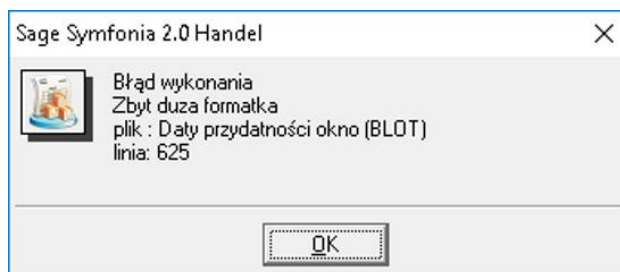 Sage Symfonia 2.0 Handel
Błąd wykonania
Zbyt duza formatka
plik : Daty przydatności okno (BLOT)
linia: 625
OK